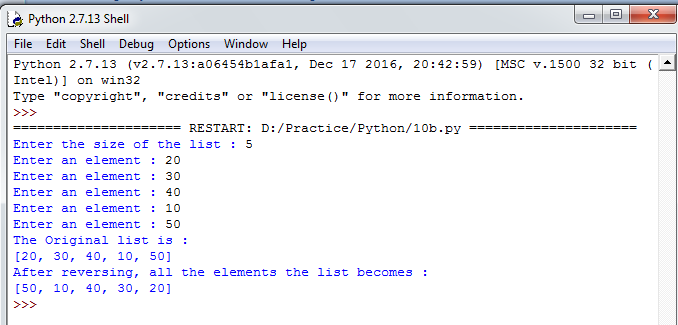 Python 2.7.13 Shell
File Edit Shell Debug Options Window Help
Python 2.7.13 (v2.7.13:a06454b1afa1, Dec 17 2016, 20:42:59) [MSC v.1500 32 bit (
Intel)] on win32
Type "copyright", "credits" or "license()" for more information.
>>>
===================== RESTART: D:/Practice/Python/10b.py =====================
Enter the size of the list : 5
Enter an element : 20
Enter an element : 30
Enter an element : 40
Enter an element : 10
Enter an element : 50
The Original list is :
[20, 30, 40, 10, 50]
After reversing, all the elements the list becomes :
[50, 10, 40, 30, 20]
>>>